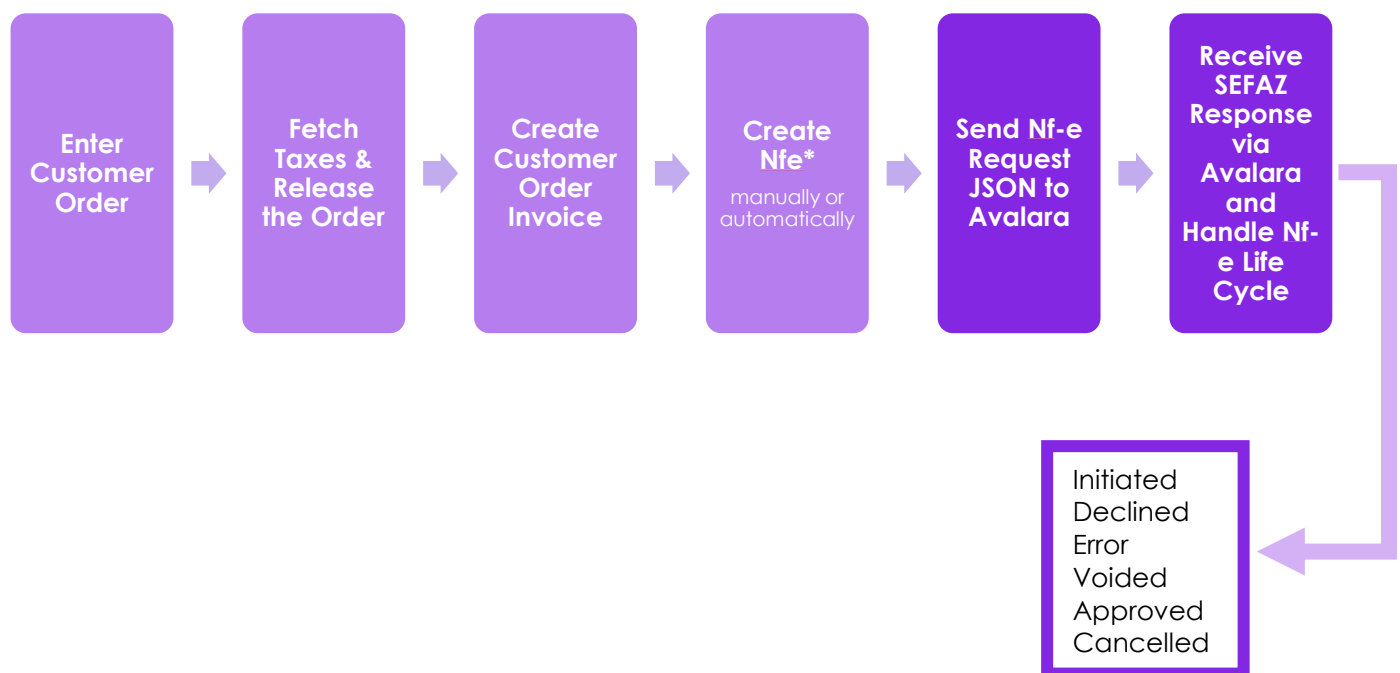 Enter
Customer
Order
Fetch
Taxes &
Release
the Order
Create
Customer
Order
Invoice
Create
Nfe*
manually or
automatically
Send Nf-e
Request
JSON to
Avalara
Receive
SEFAZ
Response
via
Avalara
and
Handle Nf-
e Life
Cycle
Initiated
Declined
Error
Voided
Approved
Cancelled